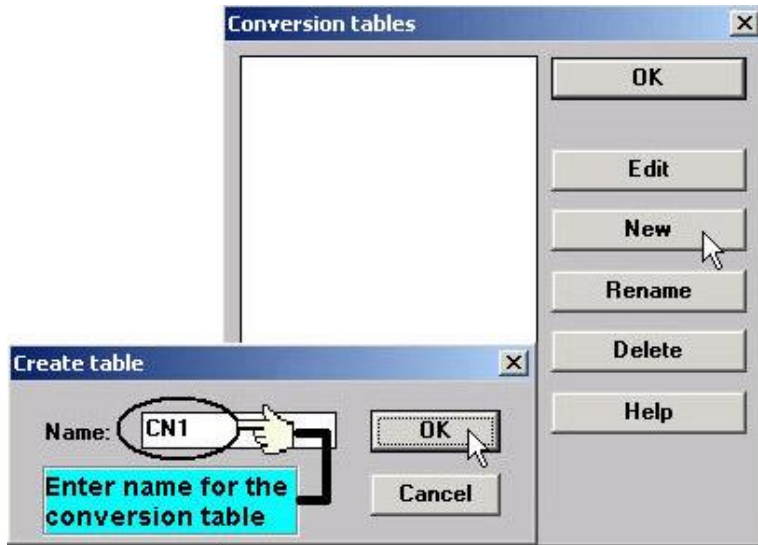 Conversion tables
OK
Edit
New
Rename
Delete
Help
Create table
Name: CN1
OK
Cancel
Enter name for the
conversion table